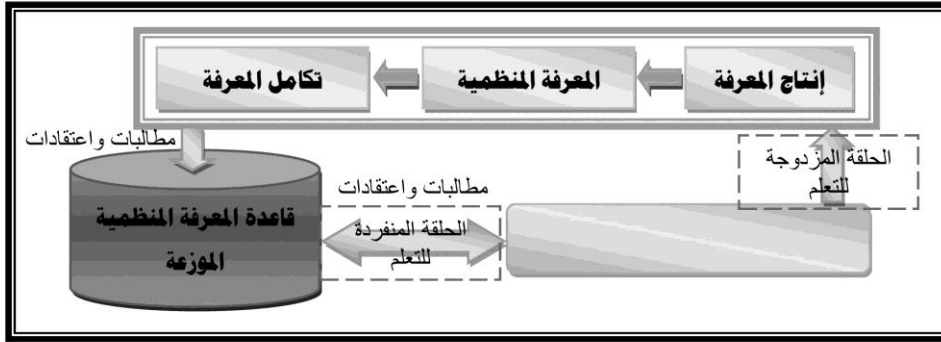 إنتاج المعرفة
المعرفة المنظمية
تكامل المعرفة
مطالبات واعتقادات
الحلقة المزدوجة
للتعلم
مطالبات واعتقادات
الحلقة المنفردة
للتعلم
قاعدة المعرفة المنظمية
الموزعة